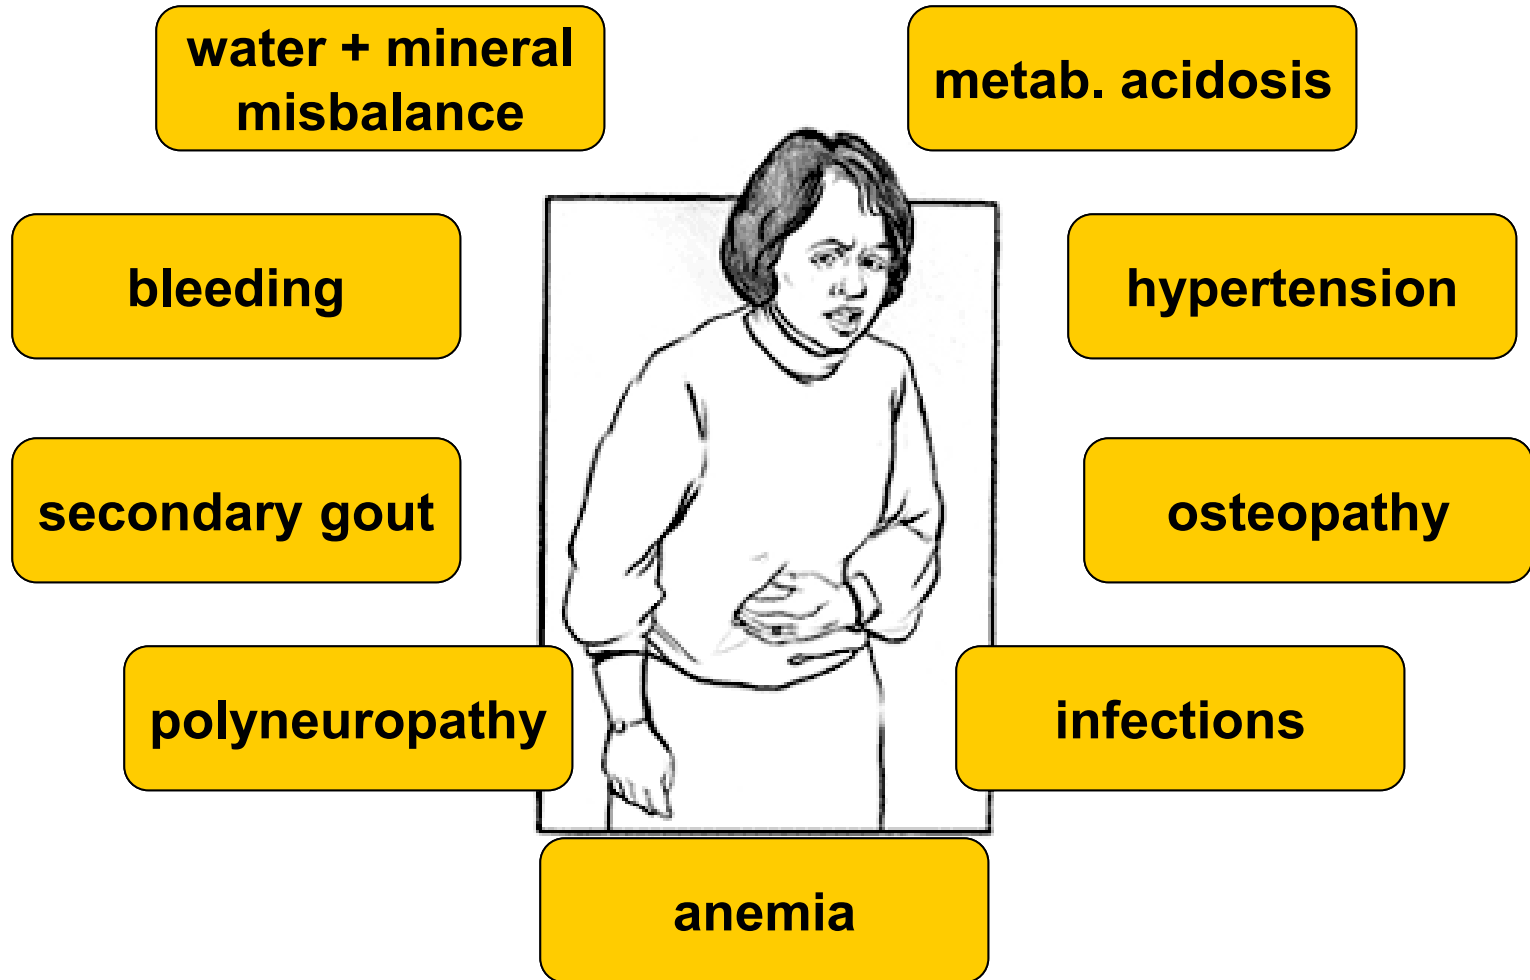 water + mineral
misbalance
metab. acidosis
bleeding
hypertension
secondary gout
osteopathy
polyneuropathy
infections
anemia